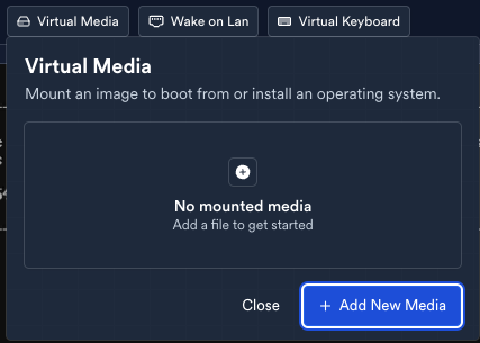 Virtual Media
Wake on Lan
Virtual Keyboard
Virtual Media
Mount an image to boot from or install an operating system.
No mounted media
Add a file to get started
Close
+ Add New Media